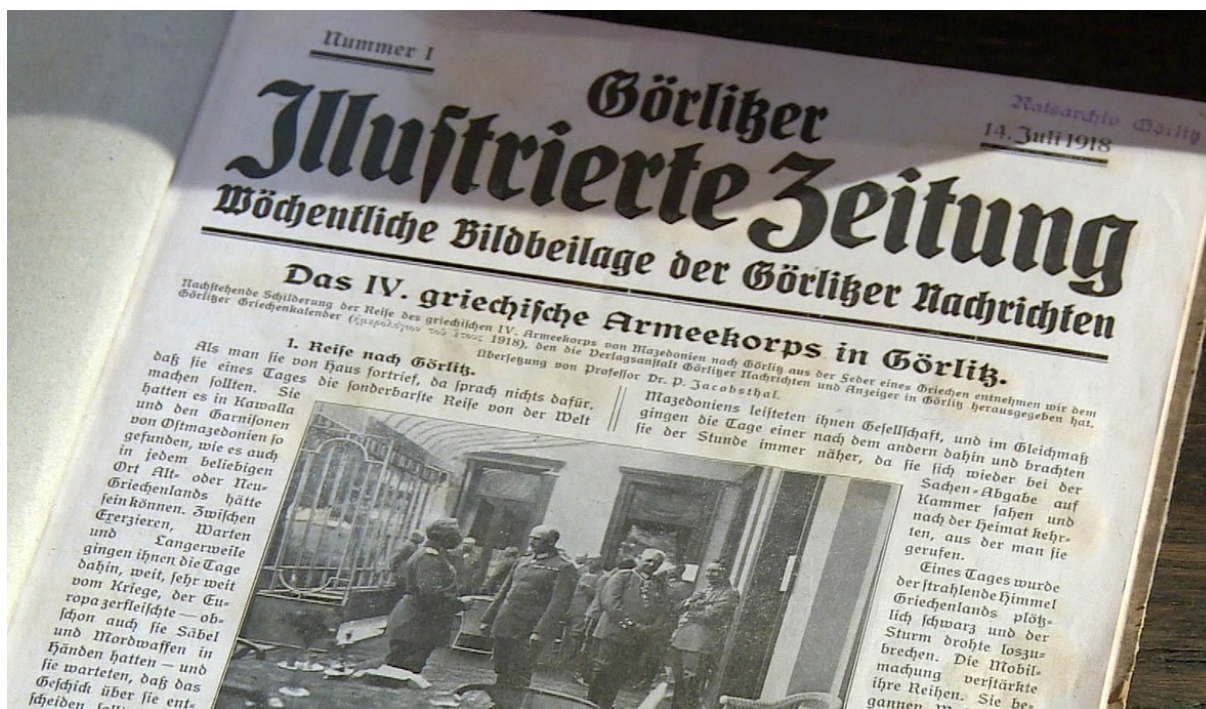 Nummer 1
Ratsarchiv Görlitz
14. Juli 1918
Görlitzer
Illustrierte Zeitung
Wöchentliche Bildbeilage der Görlitzer Nachrichten
Das IV. griechische Armeekorps in Görlitz.
Nachstehende Schilderung der Reise des griechischen IV. Armeekorps von Mazedonien nach Görlitz aus der Feder eines Griechen entnehmen wir dem
Görlitzer Griechenkalender (ἡμερολόγιον τοῦ ἔτους 1918), den die Verlagsanstalt Görlitzer Nachrichten und Anzeiger in Görlitz herausgegeben hat.
Übersetzung von Professor Dr. P. Jacobsthal.
1. Reise nach Görlitz.
Als man sie von Haus fortrief, da sprach nichts dafür,
daß sie eines Tages die sonderbarste Reise von der Welt
machen sollten. Sie
hatten es in Kawalla
und den Garnisonen
von Ostmazedonien so
gefunden, wie es auch
in jedem beliebigen
Ort Alt- oder Neu-
Griechenlands hätte
sein können. Zwischen
Exerzieren, Warten
und Langerweile
gingen ihnen die Tage
dahin, weit, sehr weit
vom Kriege, der Eu-
ropa zerfleischte — ob-
schon auch sie Säbel
und Mordwaffen in
Händen hatten — und
sie warteten, daß das
Geschick über sie ent-
scheiden
Mazedoniens leisteten ihnen Gesellschaft, und im Gleichmaß
gingen die Tage einer nach dem andern dahin und brachten
sie der Stunde immer näher, da sie sich wieder bei der
Sachen-Abgabe auf
Kammer sahen und
nach der Heimat kehr-
ten, aus der man sie
gerufen.
Eines Tages wurde
der strahlende Himmel
Griechenlands plötz-
lich schwarz und der
Sturm drohte loszu-
brechen. Die Mobil-
machung verstärkte
ihre Reihen. Sie be-
gannen